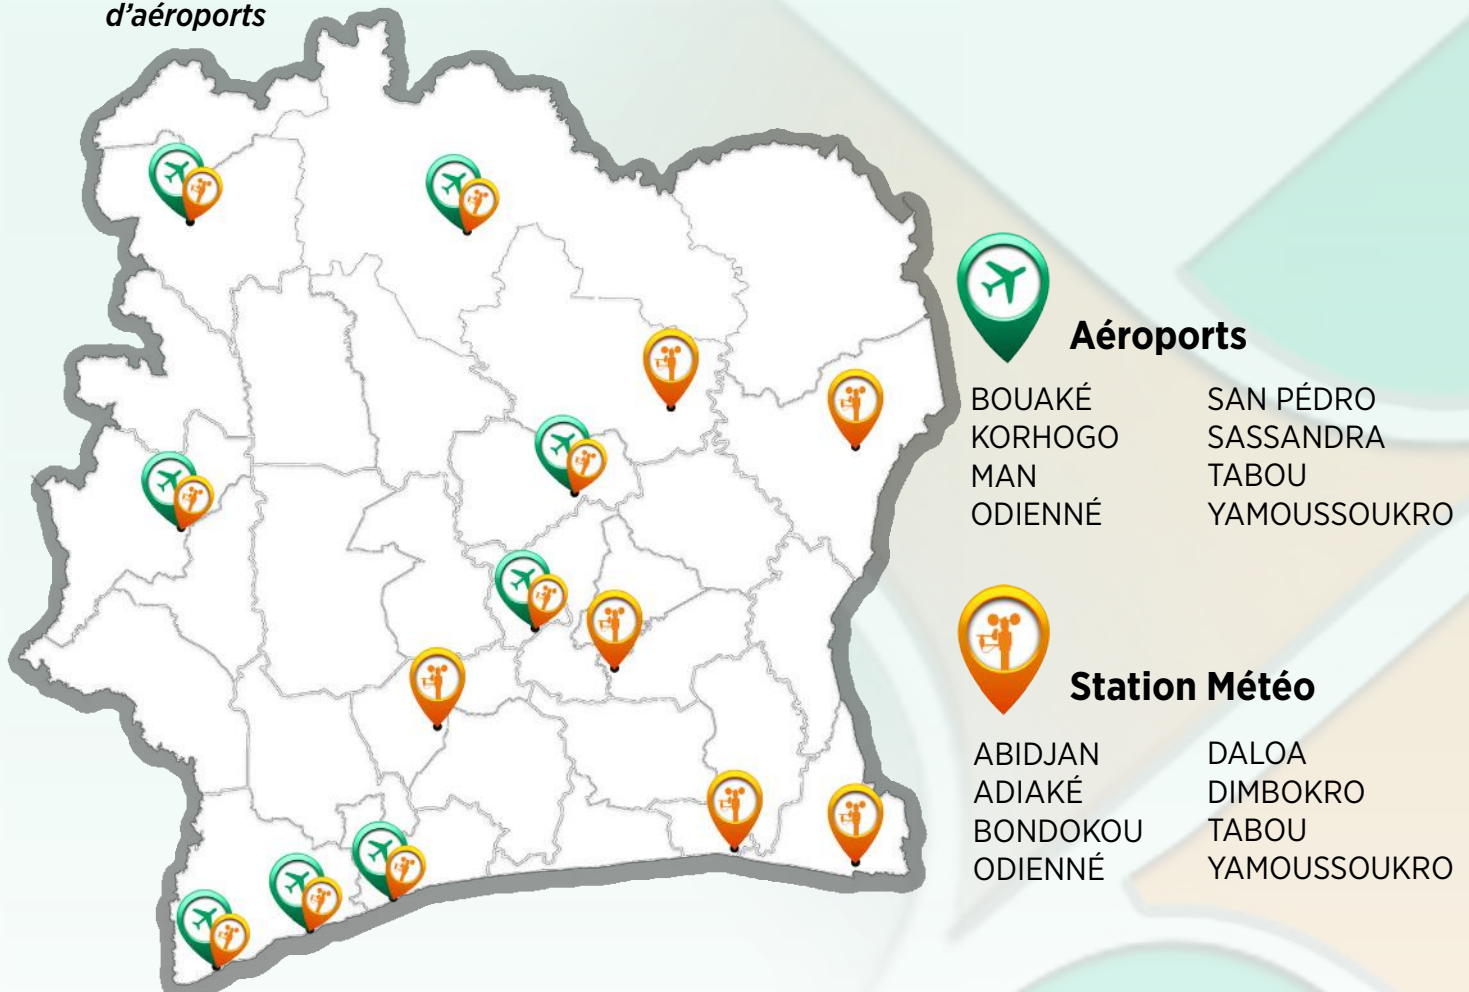 d'aéroports
Aéroports
BOUAKÉ
KORHOGO
MAN
ODIENNÉ
SAN PÉDRO
SASSANDRA
TABOU
YAMOUSSOUKRO
Station Météo
ABIDJAN
ADIAKÉ
BONDOKOU
ODIENNÉ
DALOA
DIMBOKRO
TABOU
YAMOUSSOUKRO